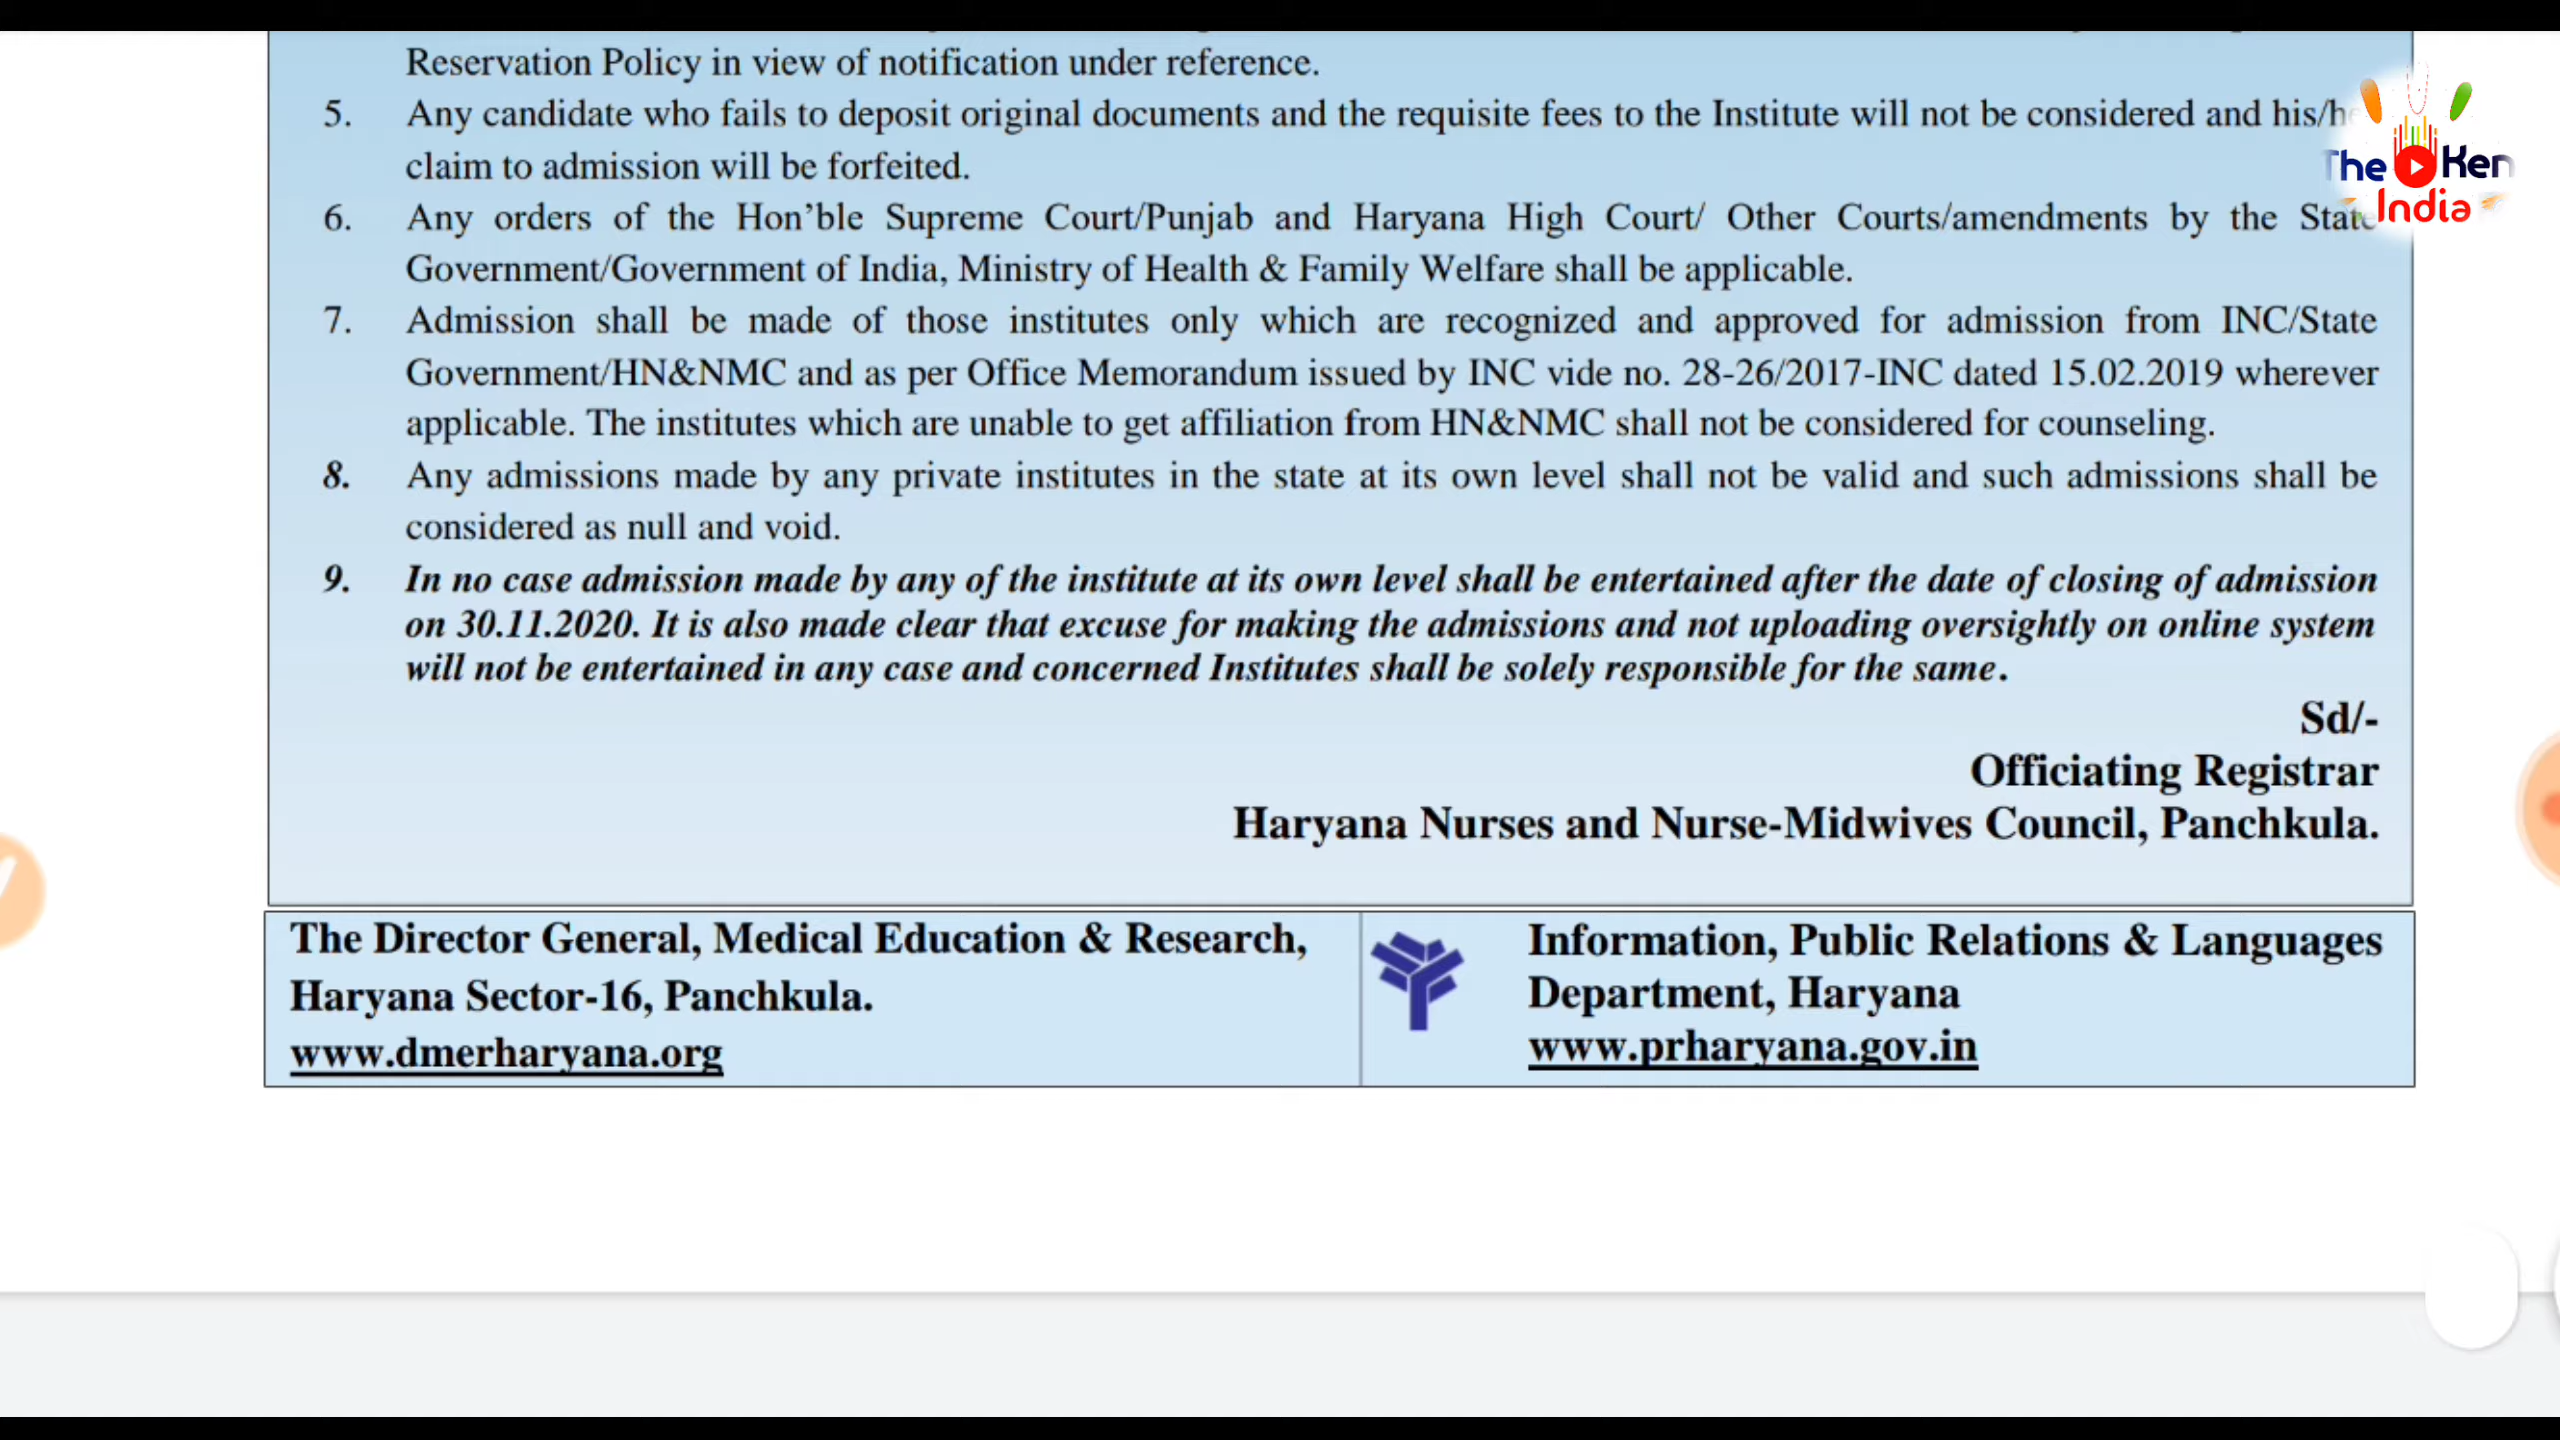 Reservation Policy in view of notification under reference.
5. Any candidate who fails to deposit original documents and the requisite fees to the Institute will not be considered and his/he
claim to admission will be forfeited.
6. Any orders of the Hon'ble Supreme Court/Punjab and Haryana High Court/ Other Courts/amendments by the State
Government/Government of India, Ministry of Health & Family Welfare shall be applicable.
7. Admission shall be made of those institutes only which are recognized and approved for admission from INC/State
Government/HN&NMC and as per Office Memorandum issued by INC vide no. 28-26/2017-INC dated 15.02.2019 wherever
applicable. The institutes which are unable to get affiliation from HN&NMC shall not be considered for counseling.
8. Any admissions made by any private institutes in the state at its own level shall not be valid and such admissions shall be
considered as null and void.
9. In no case admission made by any of the institute at its own level shall be entertained after the date of closing of admission
on 30.11.2020. It is also made clear that excuse for making the admissions and not uploading oversightly on online system
will not be entertained in any case and concerned Institutes shall be solely responsible for the same.
Sd/-
Officiating Registrar
Haryana Nurses and Nurse-Midwives Council, Panchkula.
The Director General, Medical Education & Research,
Haryana Sector-16, Panchkula.
www.dmerharyana.org
Information, Public Relations & Languages
Department, Haryana
www.prharyana.gov.in
The Ken
India